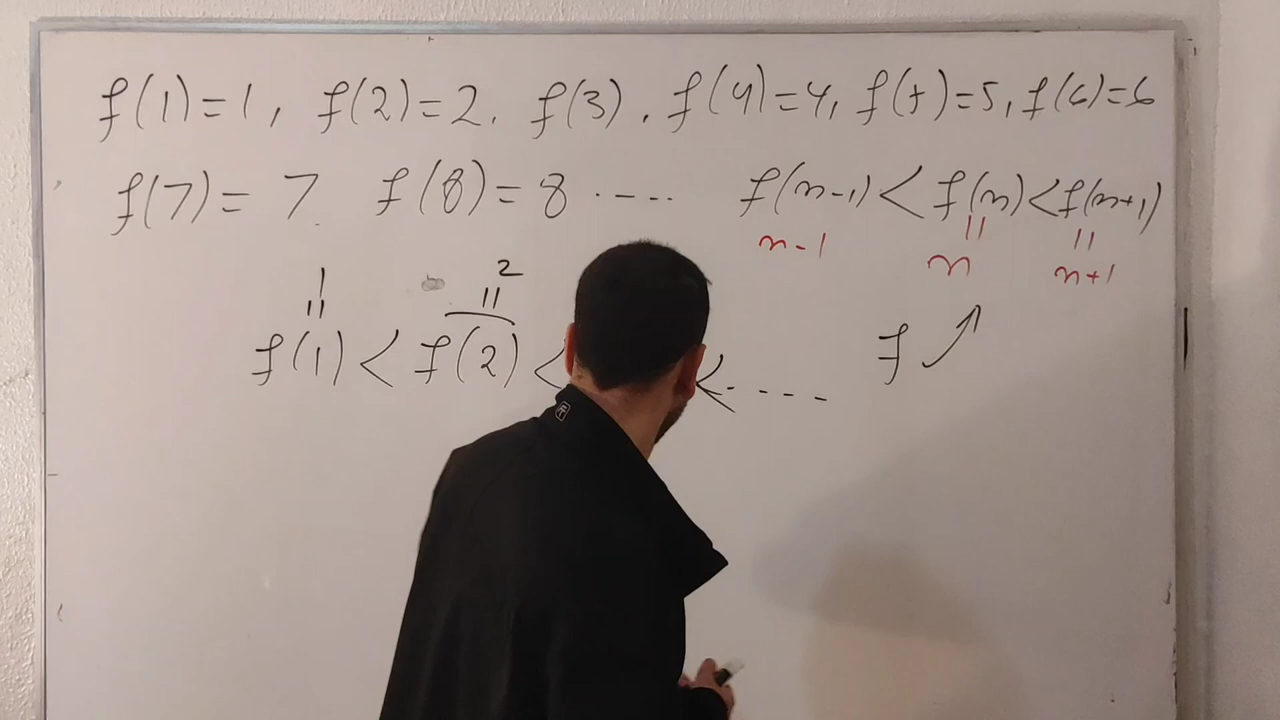 f(1)=1, f(2)=2. f(3). f(4)=4, f(5)=5, f(6)=6
f(7)=7. f(8)=8 ---- f(n-1)<f(n)<f(n+1)
n-1 = n = n+1
1 = 2 =
f(1)<f(2)< <---- f ↗